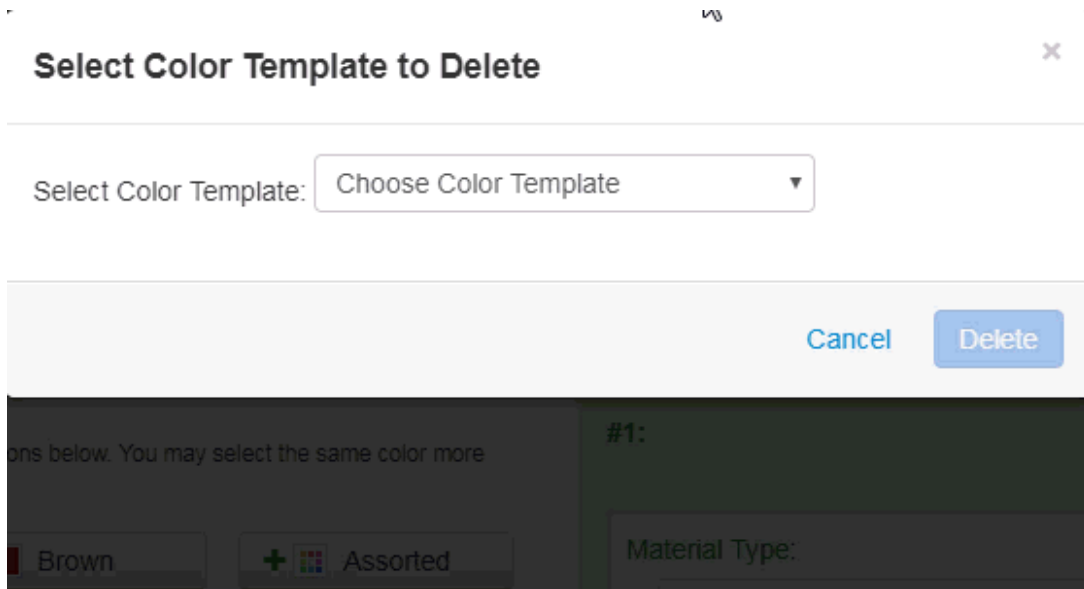 Select Color Template to Delete
×
Select Color Template: Choose Color Template ▼
Cancel Delete
#1:
ons below. You may select the same color more
Brown + Assorted
Material Type: